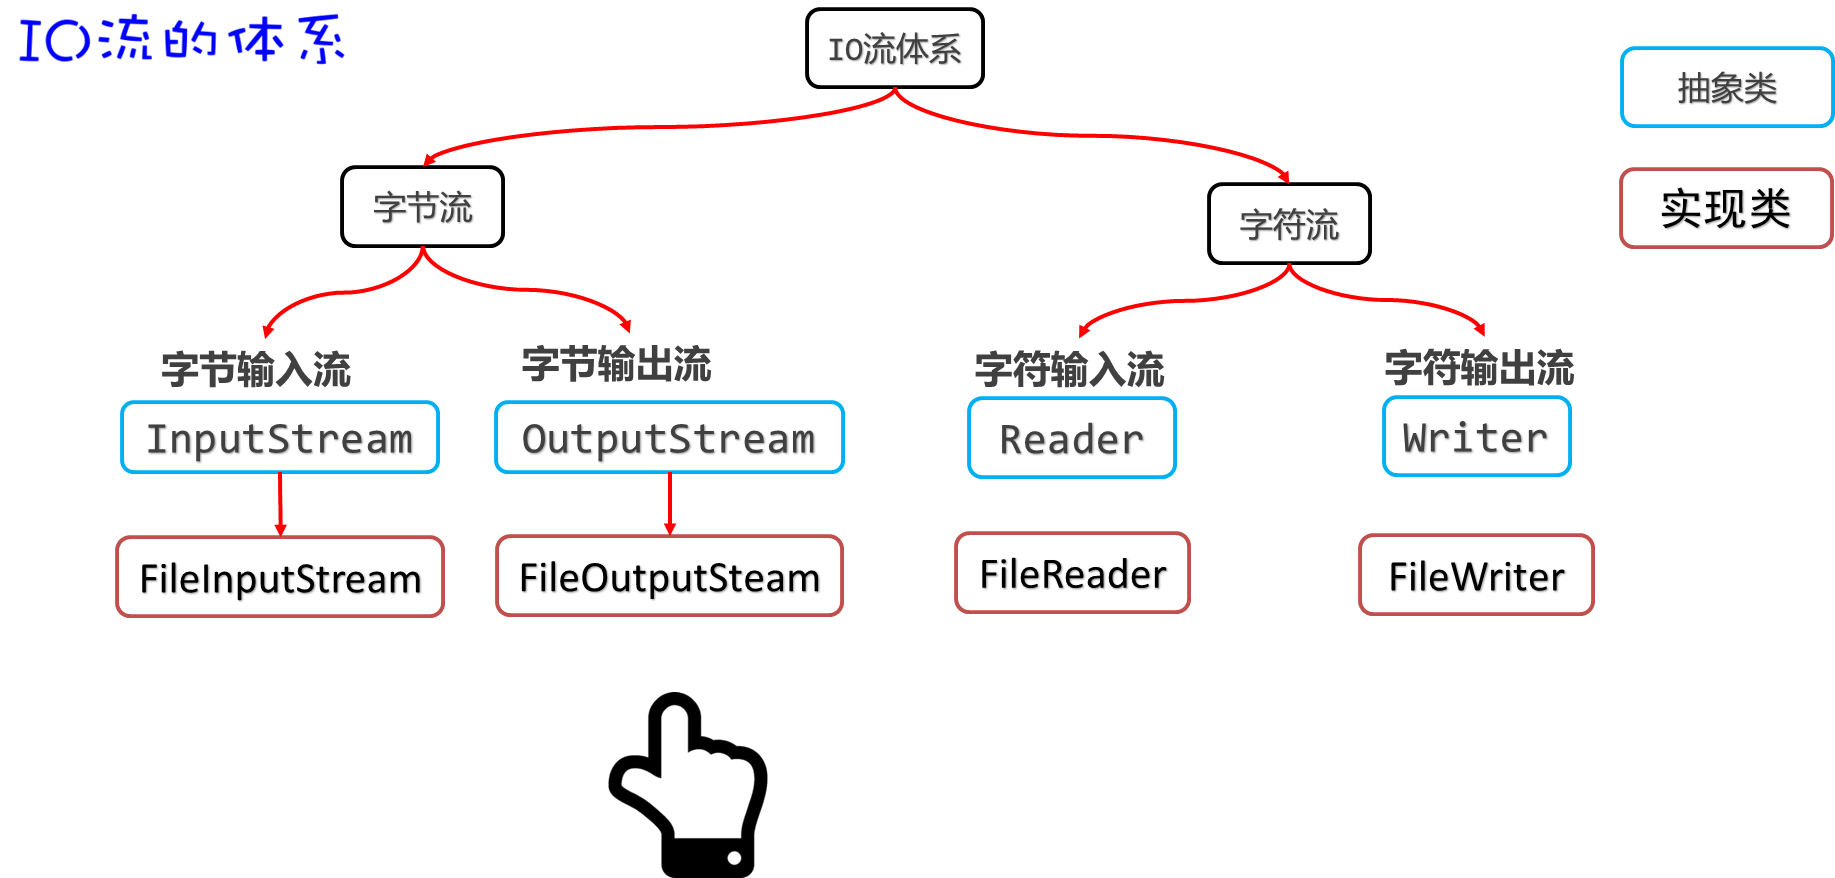 IO流的体系
IO流体系
抽象类
字节流
字符流
实现类
字节输入流
字节输出流
字符输入流
字符输出流
InputStream
OutputStream
Reader
Writer
FileInputStream
FileOutputSteam
FileReader
FileWriter